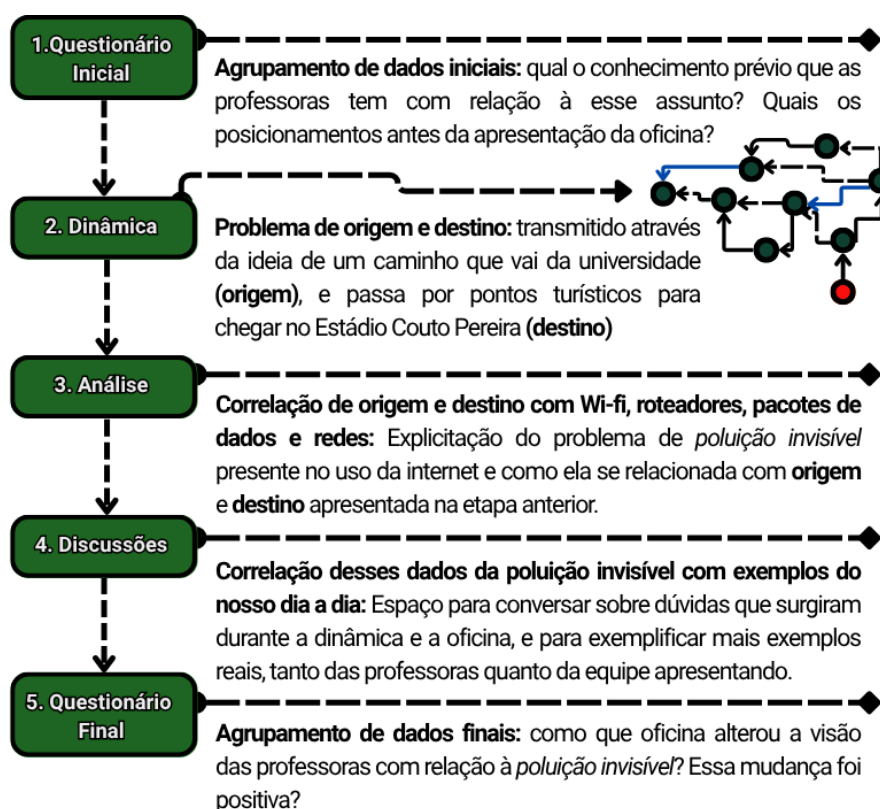 1.Questionário
Inicial
Agrupamento de dados iniciais: qual o conhecimento prévio que as
professoras tem com relação à esse assunto? Quais os
posicionamentos antes da apresentação da oficina?
2. Dinâmica
Problema de origem e destino: transmitido através
da ideia de um caminho que vai da universidade
(origem), e passa por pontos turísticos para
chegar no Estádio Couto Pereira (destino)
3. Análise
Correlação de origem e destino com Wi-fi, roteadores, pacotes de
dados e redes: Explicitação do problema de poluição invisível
presente no uso da internet e como ela se relacionada com origem
e destino apresentada na etapa anterior.
4. Discussões
Correlação desses dados da poluição invisível com exemplos do
nosso dia a dia: Espaço para conversar sobre dúvidas que surgiram
durante a dinâmica e a oficina, e para exemplificar mais exemplos
reais, tanto das professoras quanto da equipe apresentando.
5. Questionário
Final
Agrupamento de dados finais: como que oficina alterou a visão
das professoras com relação à poluição invisível? Essa mudança foi
positiva?